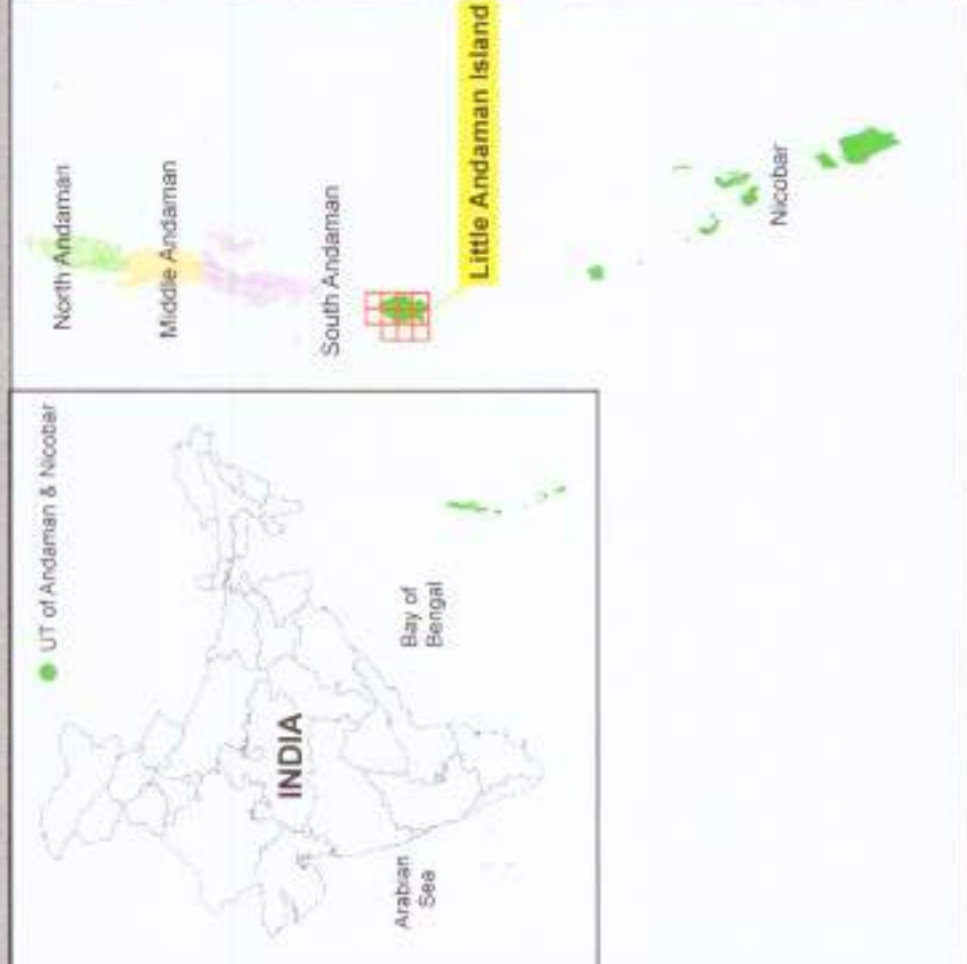 UT of Andaman & Nicobar
INDIA
Arabian
Sea
Bay of
Bengal
North Andaman
Middle Andaman
South Andaman
Little Andaman Island
Nicobar